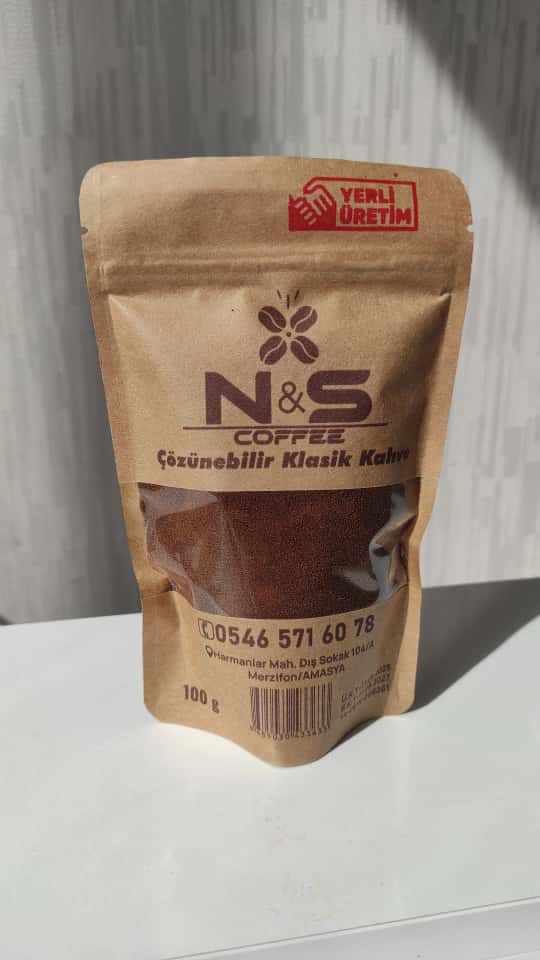 YERLİ
ÜRETİM
N&S
COFFEE
Çözünebilir Klasik Kahve
0546 571 60 78
Harmanlar Mah. Dış Sokak 104/A
Merzifon/AMASYA
100 g